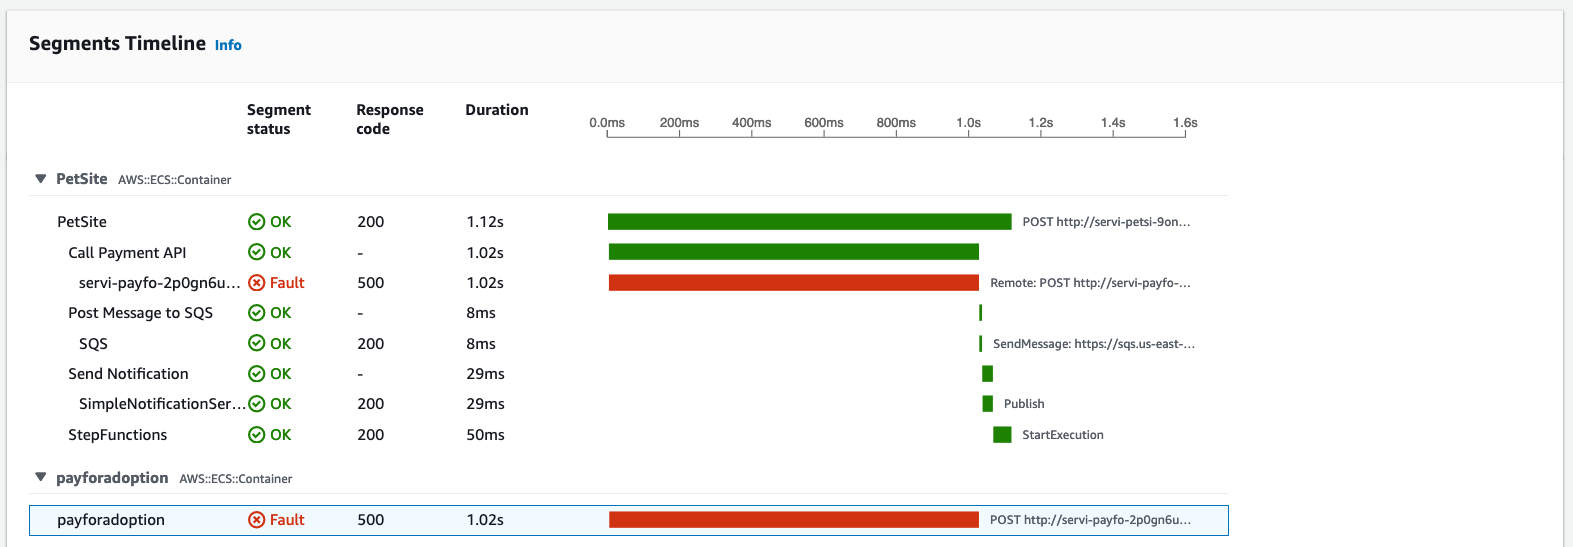 Segments Timeline Info
Segment status Response code Duration
0.0ms 200ms 400ms 600ms 800ms 1.0s 1.2s 1.4s 1.6s
PetSite AWS::ECS::Container
PetSite OK 200 1.12s POST http://servi-petsi-9on...
Call Payment API OK - 1.02s
servi-payfo-2p0gn6u... Fault 500 1.02s Remote: POST http://servi-payfo-...
Post Message to SQS OK - 8ms
SQS OK 200 8ms SendMessage: https://sqs.us-east-...
Send Notification OK - 29ms
SimpleNotificationSer... OK 200 29ms Publish
StepFunctions OK 200 50ms StartExecution
payforadoption AWS::ECS::Container
payforadoption Fault 500 1.02s POST http://servi-payfo-2p0gn6u...